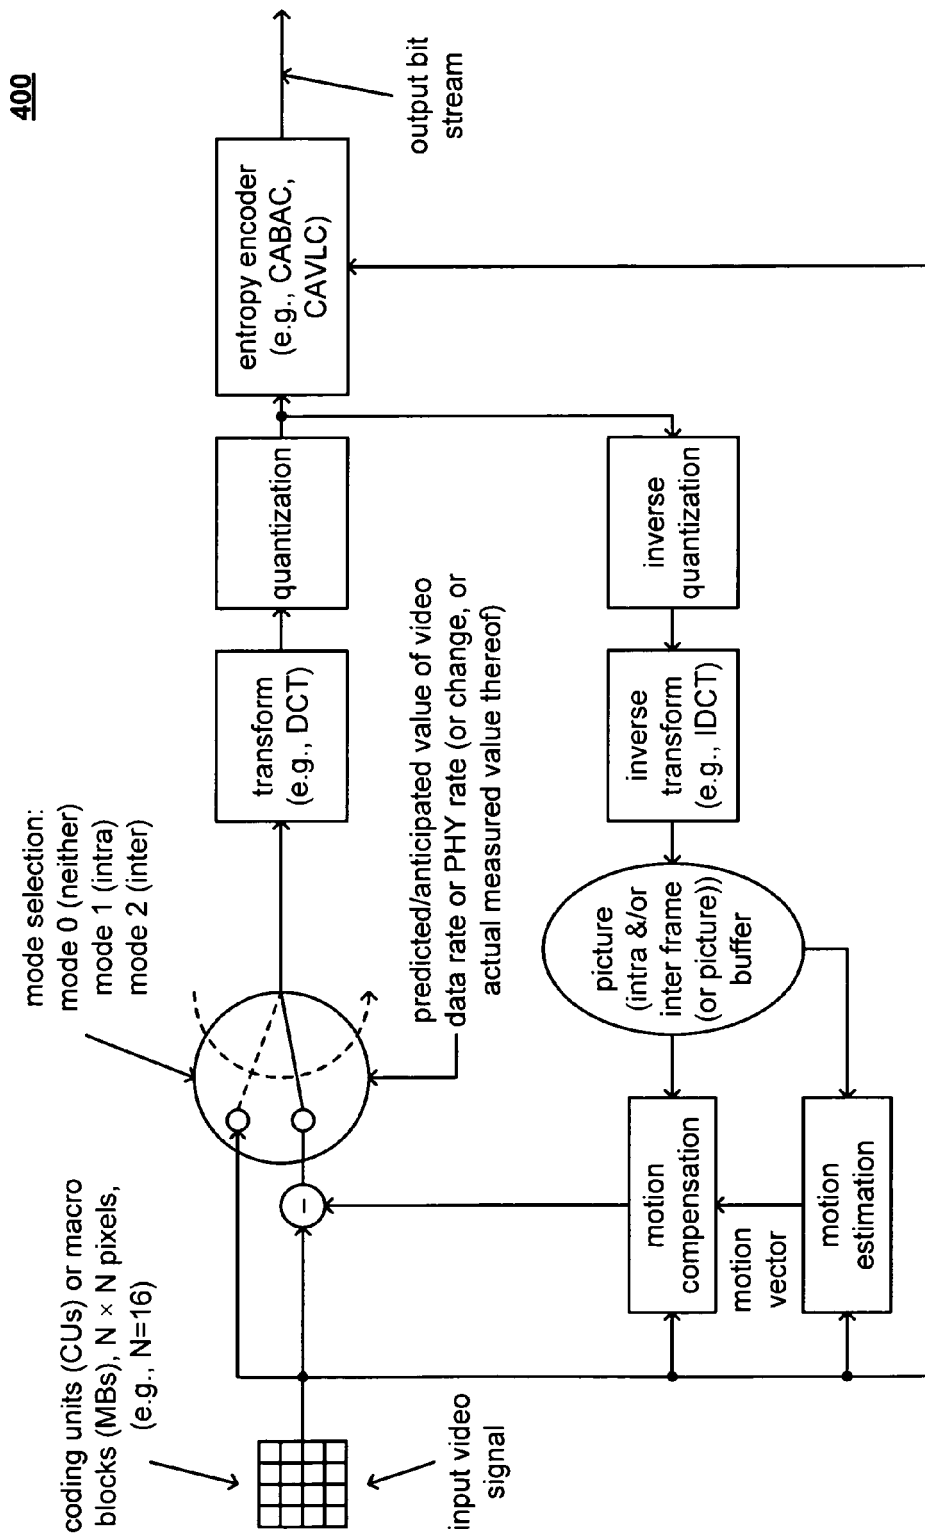 400
coding units (CUs) or macro
blocks (MBs), N × N pixels,
(e.g., N=16)
input video
signal
mode selection:
mode 0 (neither)
mode 1 (intra)
mode 2 (inter)
predicted/anticipated value of video
data rate or PHY rate (or change, or
actual measured value thereof)
-
transform
(e.g., DCT)
quantization
entropy encoder
(e.g., CABAC,
CAVLC)
output bit
stream
motion
compensation
motion
vector
motion
estimation
picture
(intra &/or
inter frame
(or picture))
buffer
inverse
transform
(e.g., IDCT)
inverse
quantization